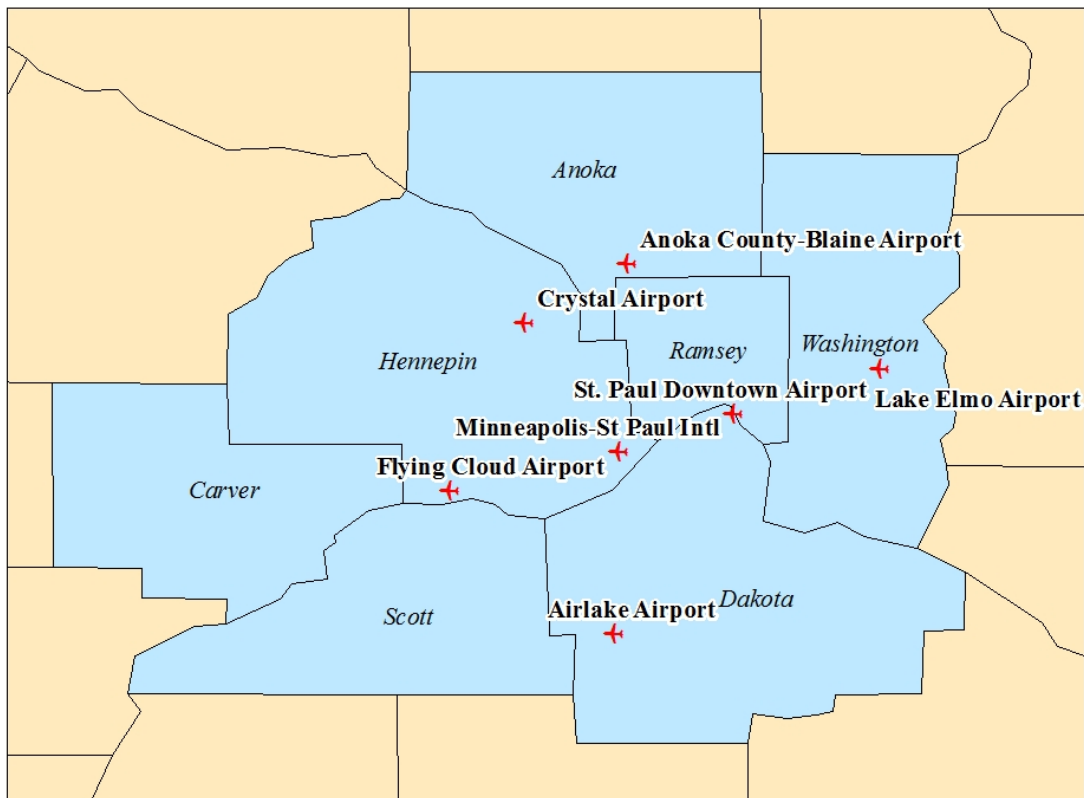 Anoka
Anoka County-Blaine Airport
Crystal Airport
Hennepin
Ramsey
Washington
St. Paul Downtown Airport
Lake Elmo Airport
Minneapolis-St Paul Intl
Flying Cloud Airport
Carver
Airlake Airport
Dakota
Scott